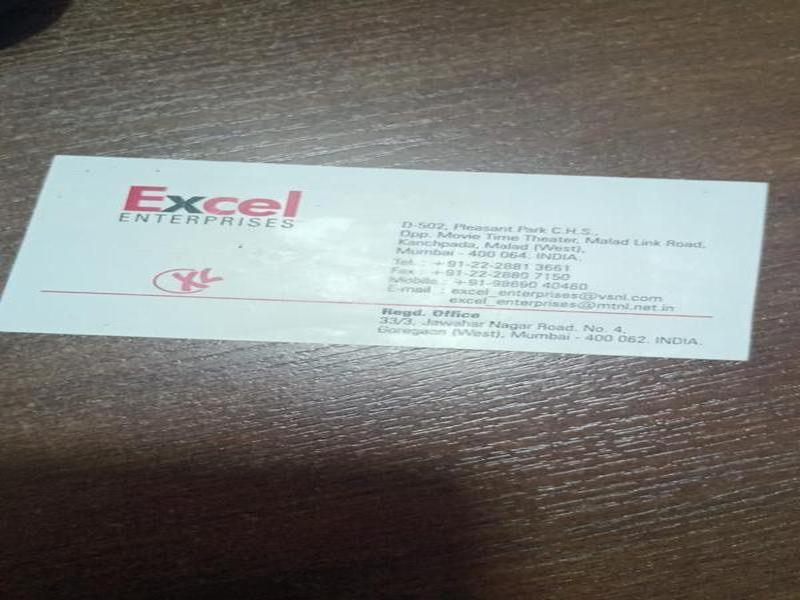 Excel
ENTERPRISES
XL
D-502, Pleasant Park C.H.S.,
Opp. Movie Time Theater, Malad Link Road,
Kanchpada, Malad (West),
Mumbai - 400 064. INDIA.
Tel. : +91-22-2881 3661
Fax : +91-22-2880 7150
Mobile : +91-98690 40460
E-mail : excel_enterprises@vsnl.com
excel_enterprises@mtnl.net.in
Regd. Office
33/3, Jawahar Nagar Road, No. 4,
Goregaon (West), Mumbai - 400 062. INDIA.